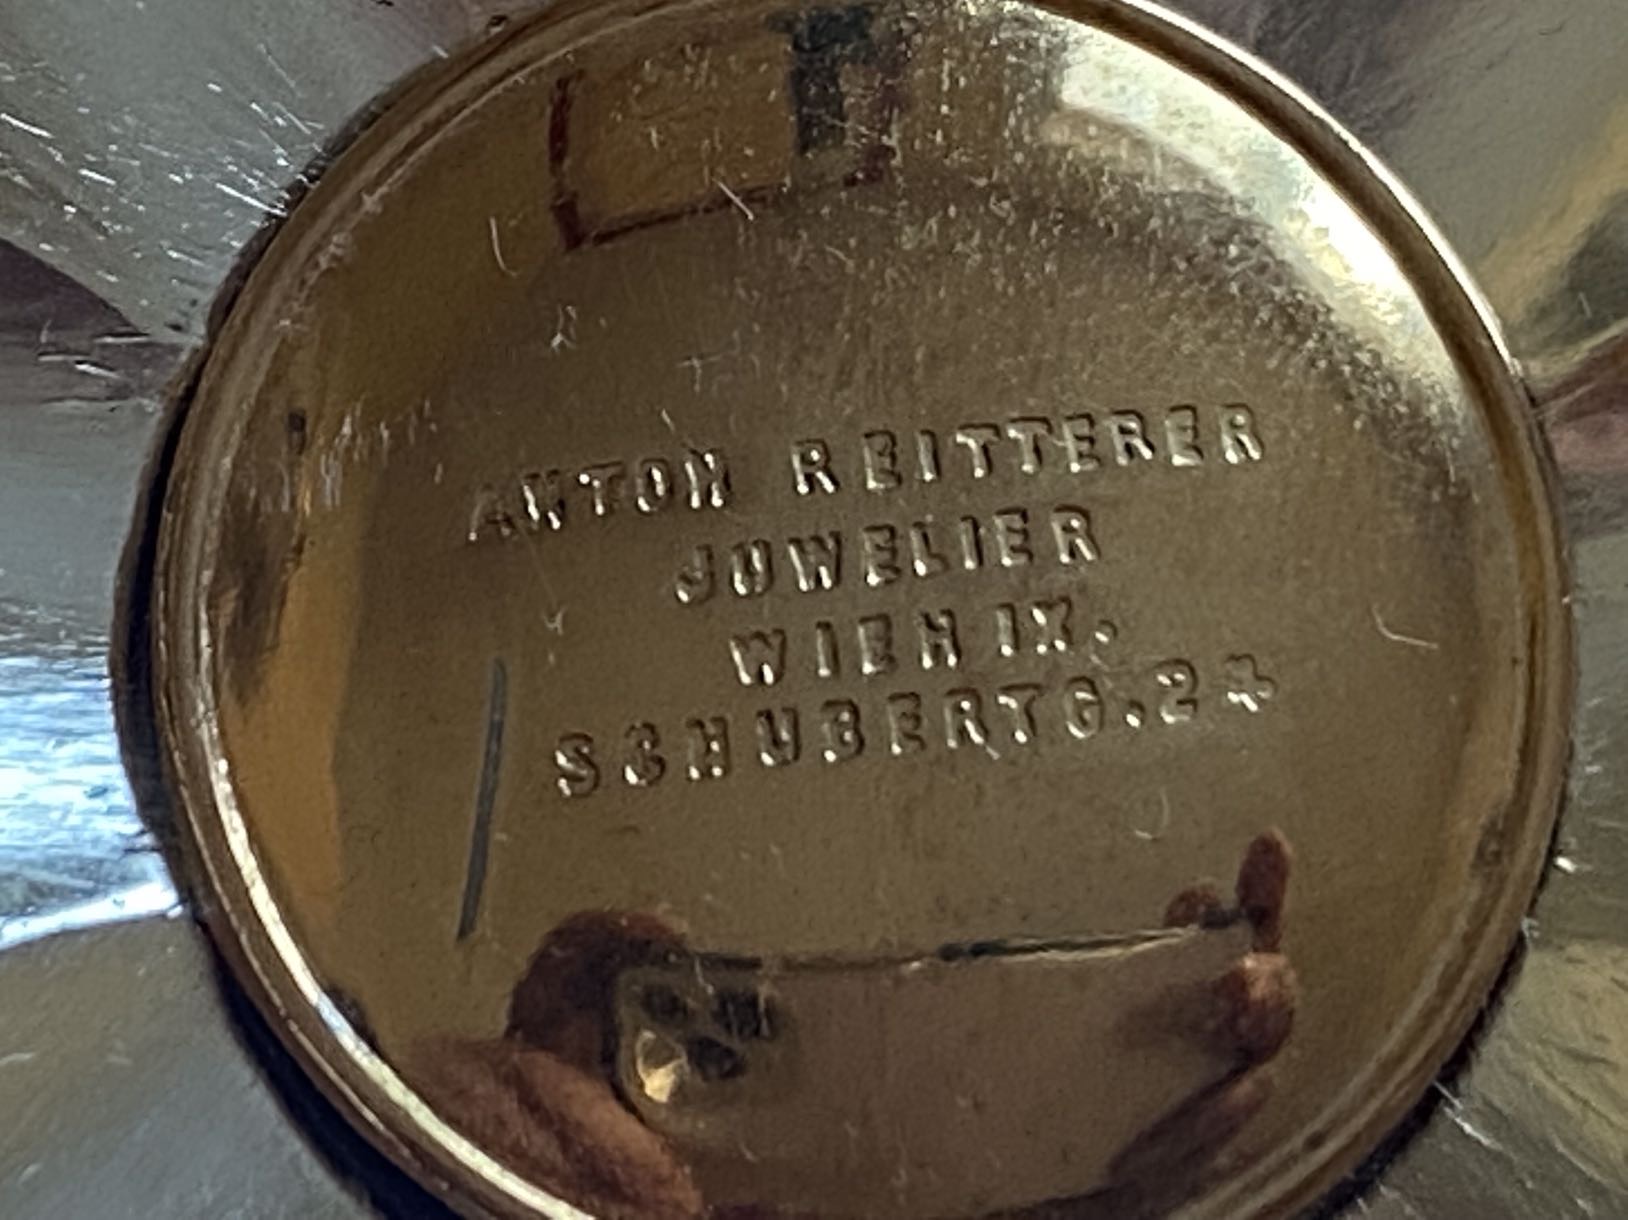 ANTON REITTERER
JUWELIER
WIEN IX.
SCHUBERTG.24